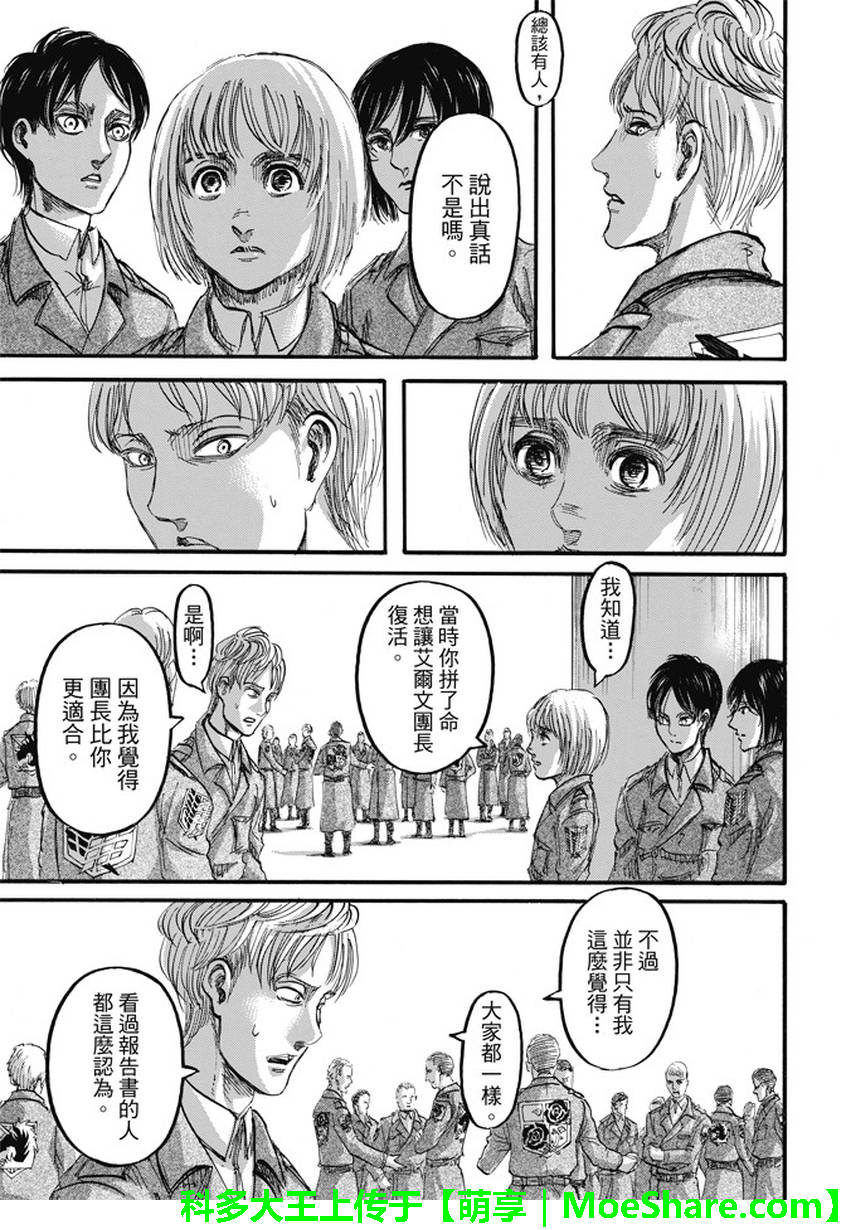 總該有人，
說出真話
不是嗎。
我知道…
當時你拼了命
想讓艾爾文團長
復活。
是啊…
因為我覺得
團長比你
更適合。
不過
並非只有我
這麼覺得…
大家都一樣。
看過報告書的人
都這麼認為。
科多大王上传于【萌享｜MoeShare.com】